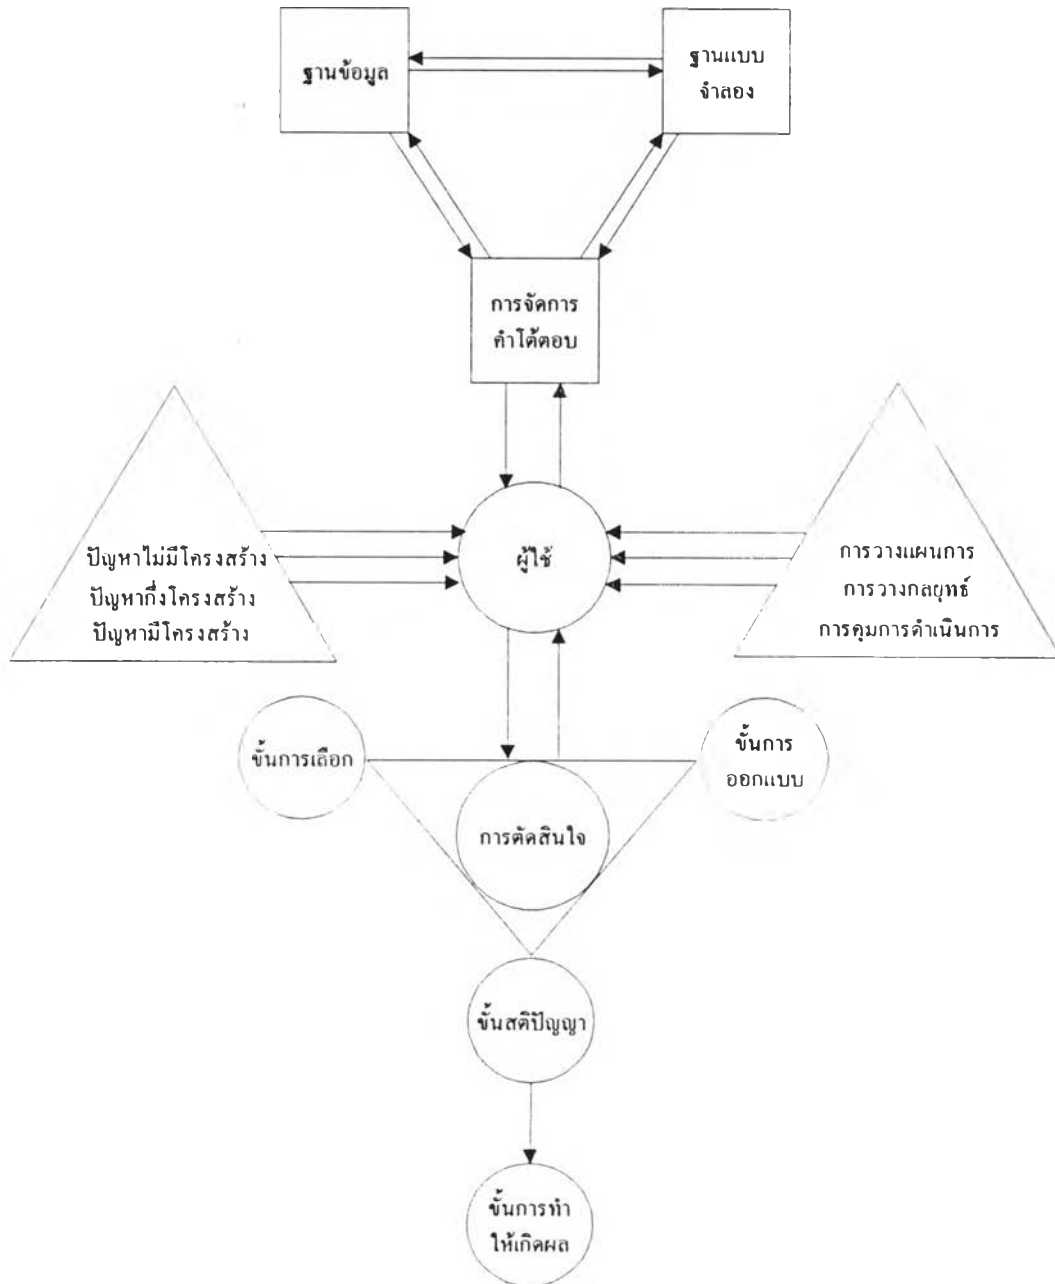 ฐานข้อมูล
ฐานแบบ
จำลอง
การจัดการ
คำโต้ตอบ
ปัญหาไม่มีโครงสร้าง
ปัญหากึ่งโครงสร้าง
ปัญหามีโครงสร้าง
ผู้ใช้
การวางแผนการ
การวางกลยุทธ์
การคุมการดำเนินการ
ขั้นการเลือก
ขั้นการ
ออกแบบ
การตัดสินใจ
ขั้นสติปัญญา
ขั้นการทำ
ให้เกิดผล